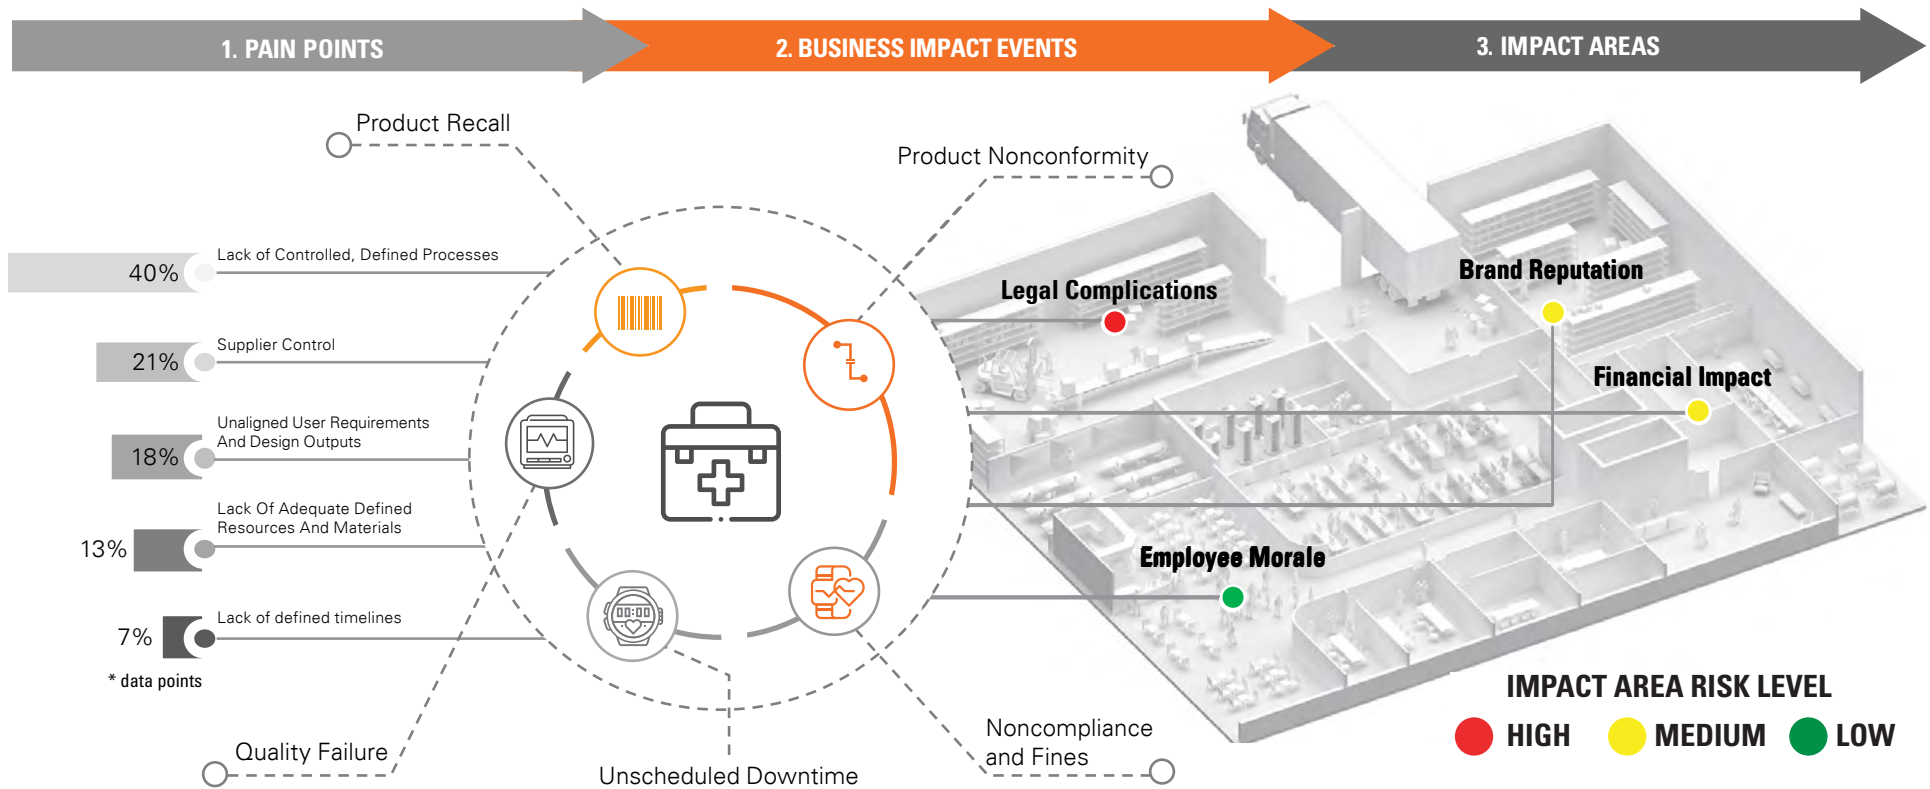 1. PAIN POINTS
2. BUSINESS IMPACT EVENTS
3. IMPACT AREAS
Product Recall
Product Nonconformity
40%
Lack of Controlled, Defined Processes
21%
Supplier Control
18%
Unaligned User Requirements
And Design Outputs
13%
Lack Of Adequate Defined
Resources And Materials
7%
Lack of defined timelines
* data points
Quality Failure
Unscheduled Downtime
Noncompliance
and Fines
00:00
Legal Complications
Brand Reputation
Financial Impact
Employee Morale
IMPACT AREA RISK LEVEL
HIGH
MEDIUM
LOW